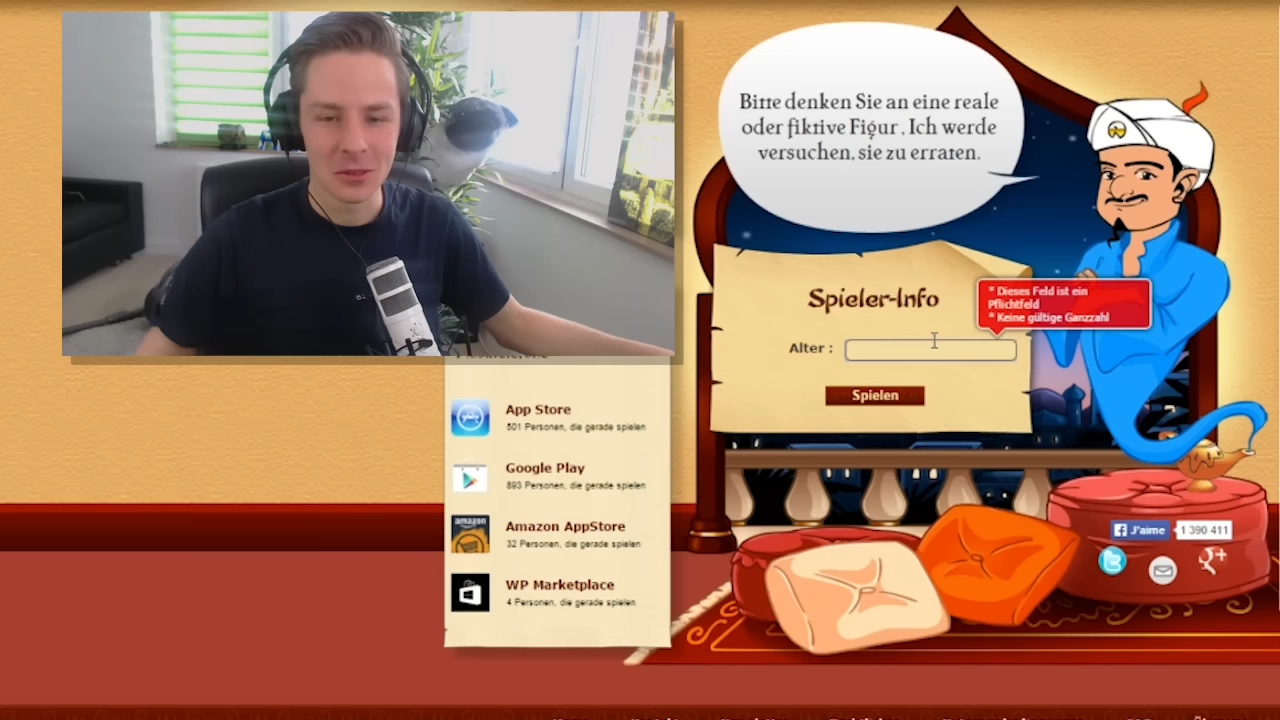 Bitte denken Sie an eine reale
oder fiktive Figur . Ich werde
versuchen, sie zu erraten.
Spieler-Info
* Dieses Feld ist ein
Pflichtfeld
* Keine gültige Ganzzahl
Alter :
Spielen
App Store
501 Personen, die gerade spielen
Google Play
893 Personen, die gerade spielen
amazon
Amazon AppStore
32 Personen, die gerade spielen
WP Marketplace
4 Personen, die gerade spielen
J'aime
1 390 411